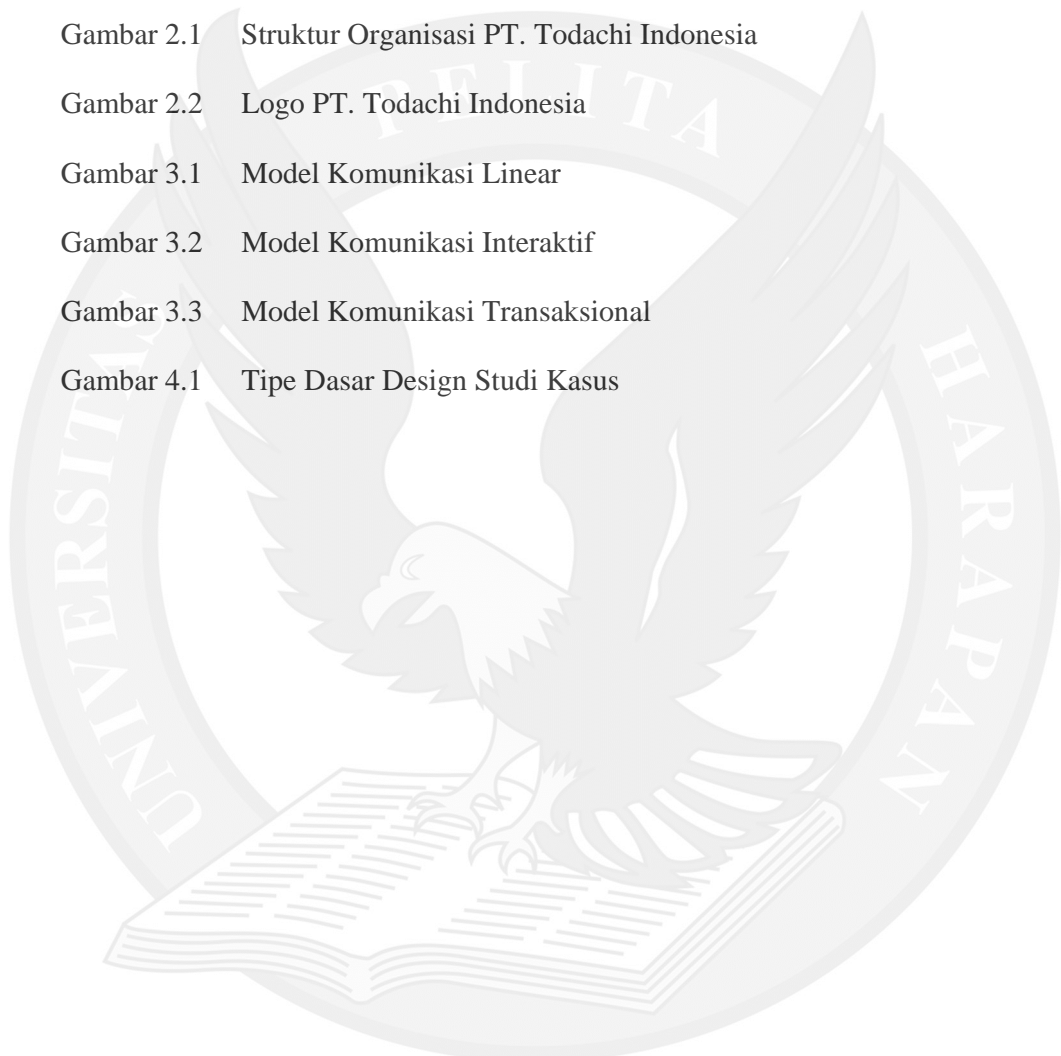 Gambar 2.1 Struktur Organisasi PT. Todachi Indonesia
Gambar 2.2 Logo PT. Todachi Indonesia
Gambar 3.1 Model Komunikasi Linear
Gambar 3.2 Model Komunikasi Interaktif
Gambar 3.3 Model Komunikasi Transaksional
Gambar 4.1 Tipe Dasar Design Studi Kasus
UNIVERSITAS PELITA HARAPAN